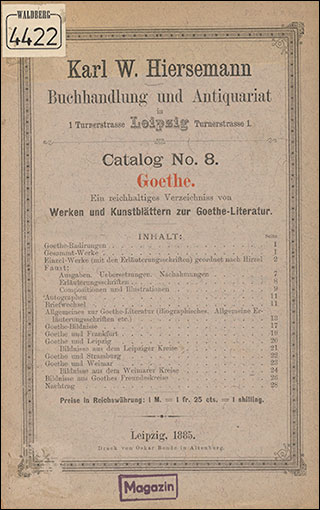 WALDBERG
4422
Karl W. Hiersemann
Buchhandlung und Antiquariat
in
1 Turnerstrasse Leipzig Turnerstrasse 1.
Catalog No. 8.
Goethe.
Ein reichhaltiges Verzeichniss von
Werken und Kunstblättern zur Goethe-Literatur.
INHALT:
Seite
Goethe-Radirungen 1
Gesammt-Werke 1
Einzel-Werke (mit den Erläuterungsschriften) geordnet nach Hirzel 2
Faust:
Ausgaben, Uebersetzungen, Nachahmungen 7
Erläuterungsschriften 8
Compositionen und Illustrationen 9
Autographen 11
Briefwechsel 11
Allgemeines zur Goethe-Literatur (Biographisches, Allgemeine Er-
läuterungsschriften etc.) 13
Goethe-Bildnisse 17
Goethe und Frankfurt 19
Goethe und Leipzig 20
Bildnisse aus dem Leipziger Kreise 21
Goethe und Strassburg 22
Goethe und Weimar 23
Bildnisse aus dem Weimarer Kreise 24
Bildnisse aus Goethes Freundeskreise 26
Nachtrag 28
Preise in Reichswährung: 1 M. = 1 fr. 25 cts. = 1 shilling.
Leipzig, 1885.
Druck von Oskar Bonde in Altenburg.
Magazin